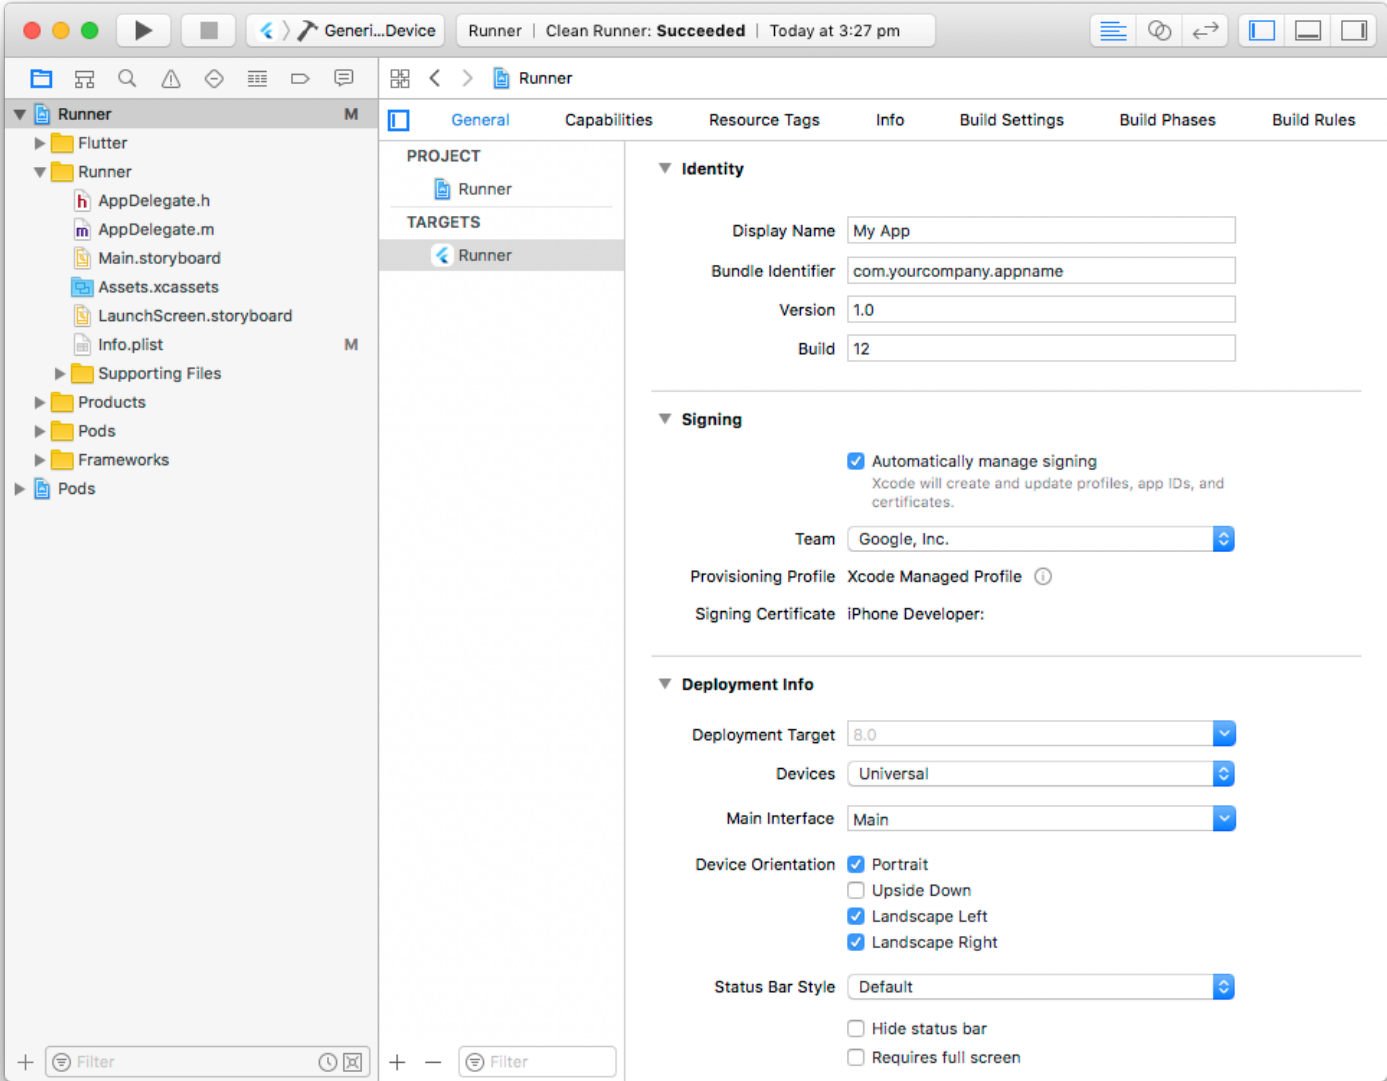 Generi...Device
Runner | Clean Runner: Succeeded | Today at 3:27 pm
Runner
Runner M
Flutter
Runner
AppDelegate.h
AppDelegate.m
Main.storyboard
Assets.xcassets
LaunchScreen.storyboard
Info.plist M
Supporting Files
Products
Pods
Frameworks
Pods
Filter
General Capabilities Resource Tags Info Build Settings Build Phases Build Rules
PROJECT
Runner
TARGETS
Runner
Filter
Identity
Display Name My App
Bundle Identifier com.yourcompany.appname
Version 1.0
Build 12
Signing
Automatically manage signing
Xcode will create and update profiles, app IDs, and
certificates.
Team Google, Inc.
Provisioning Profile Xcode Managed Profile
Signing Certificate iPhone Developer:
Deployment Info
Deployment Target 8.0
Devices Universal
Main Interface Main
Device Orientation Portrait
Upside Down
Landscape Left
Landscape Right
Status Bar Style Default
Hide status bar
Requires full screen